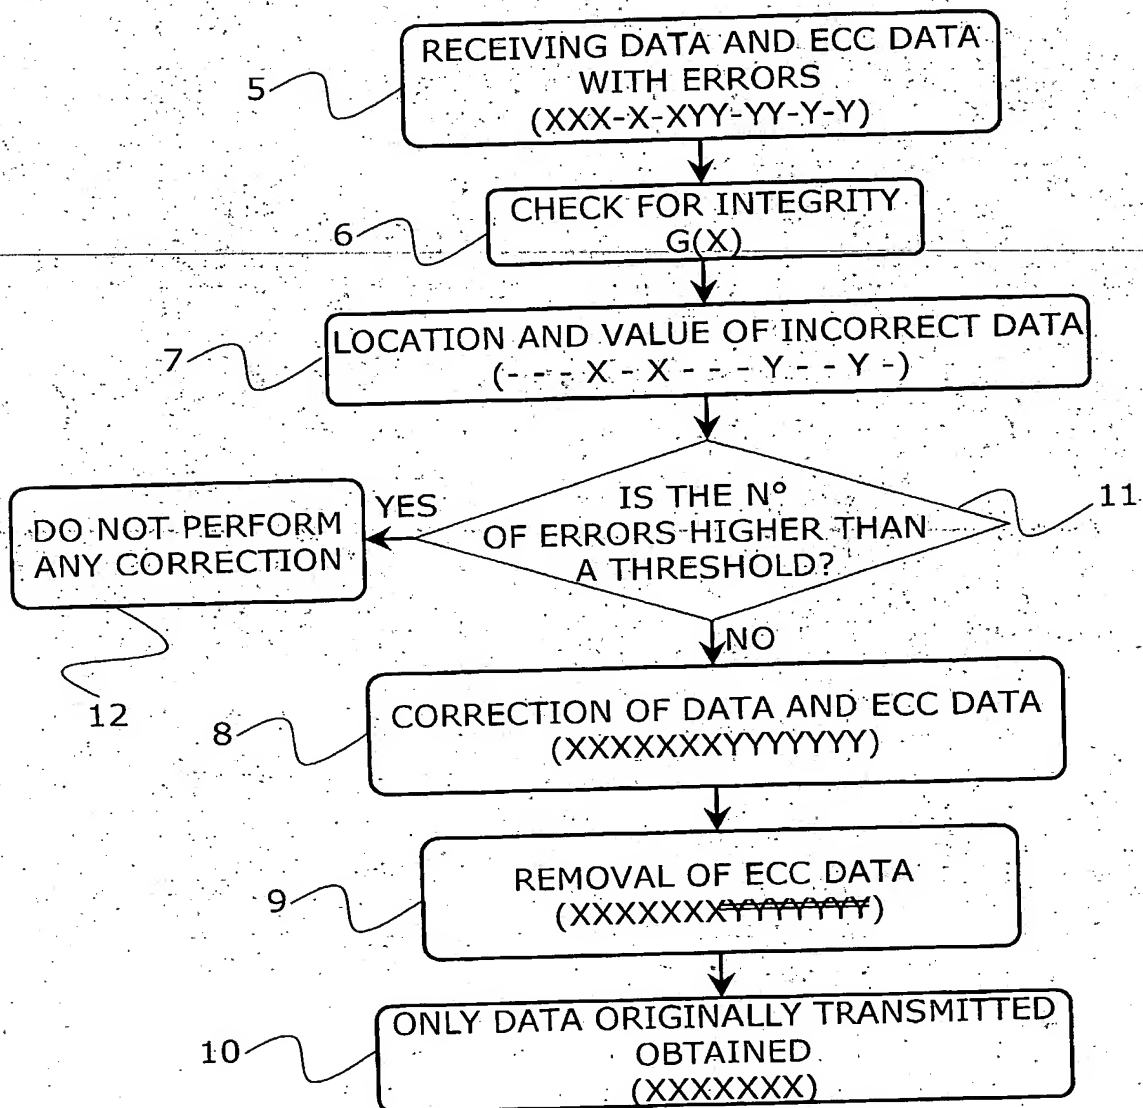 RECEIVING DATA AND ECC DATA
WITH ERRORS
(XXX-X-XYY-YY-Y-Y)
5
CHECK FOR INTEGRITY
G(X)
6
LOCATION AND VALUE OF INCORRECT DATA
(- - - X - X - - - Y - - Y -)
7
IS THE Nº
OF ERRORS HIGHER THAN
A THRESHOLD?
11
YES
DO NOT PERFORM
ANY CORRECTION
12
NO
CORRECTION OF DATA AND ECC DATA
(XXXXXXXYYYYYYY)
8
REMOVAL OF ECC DATA
(XXXXXXXYYYYYYY)
9
ONLY DATA ORIGINALLY TRANSMITTED
OBTAINED
(XXXXXXX)
10